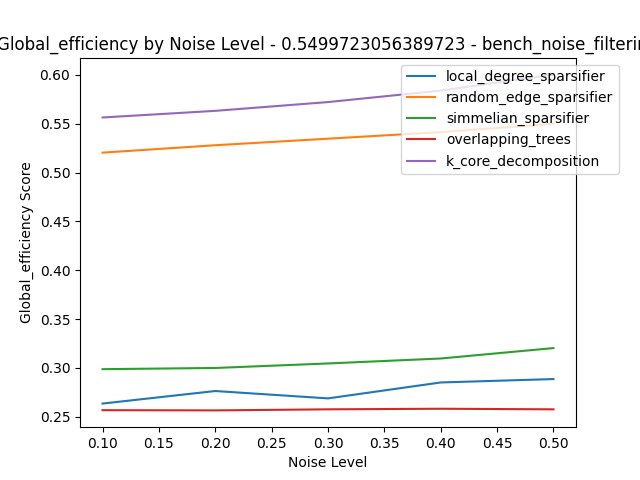 Global_efficiency by Noise Level - 0.5499723056389723 - bench_noise_filterin
local_degree_sparsifier
random_edge_sparsifier
simmelian_sparsifier
overlapping_trees
k_core_decomposition
Global_efficiency Score
0.60
0.55
0.50
0.45
0.40
0.35
0.30
0.25
0.10 0.15 0.20 0.25 0.30 0.35 0.40 0.45 0.50
Noise Level